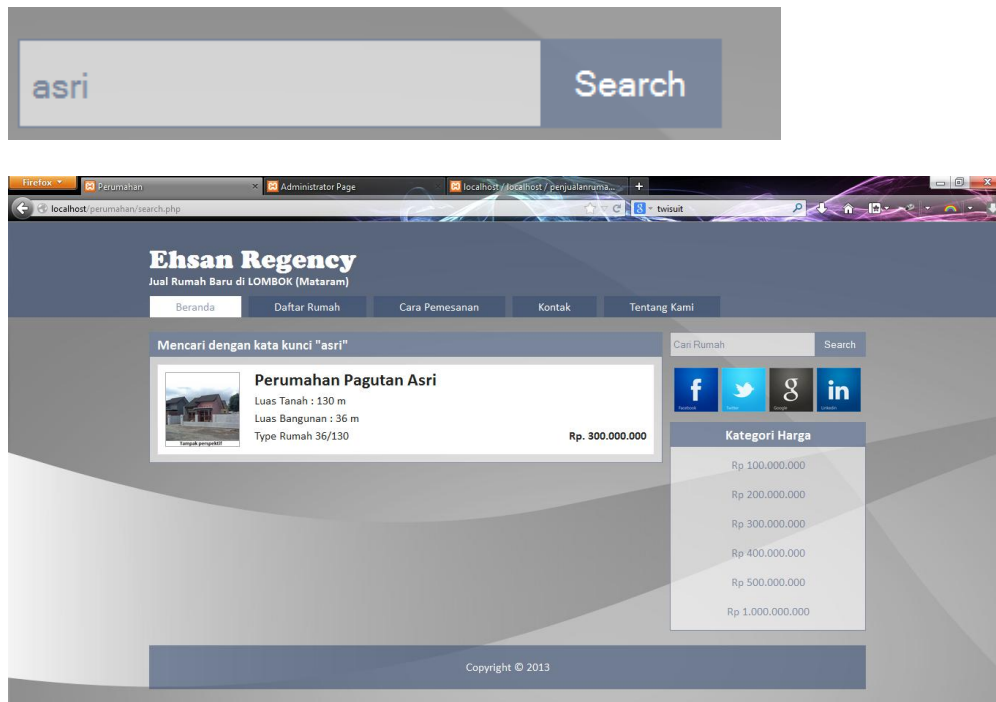 asri Search
Firefox Perumahan Administrator Page localhost / localhost / penjualanruma... +
localhost/perumahan/search.php twisuit
Ehsan Regency
Jual Rumah Baru di LOMBOK (Mataram)
Beranda Daftar Rumah Cara Pemesanan Kontak Tentang Kami
Mencari dengan kata kunci "asri"
Perumahan Pagutan Asri
Luas Tanah : 130 m
Luas Bangunan : 36 m
Type Rumah 36/130 Rp. 300.000.000
Tampak perspektif
Cari Rumah Search
Facebook Twitter Google LinkedIn
Kategori Harga
Rp 100.000.000
Rp 200.000.000
Rp 300.000.000
Rp 400.000.000
Rp 500.000.000
Rp 1.000.000.000
Copyright © 2013